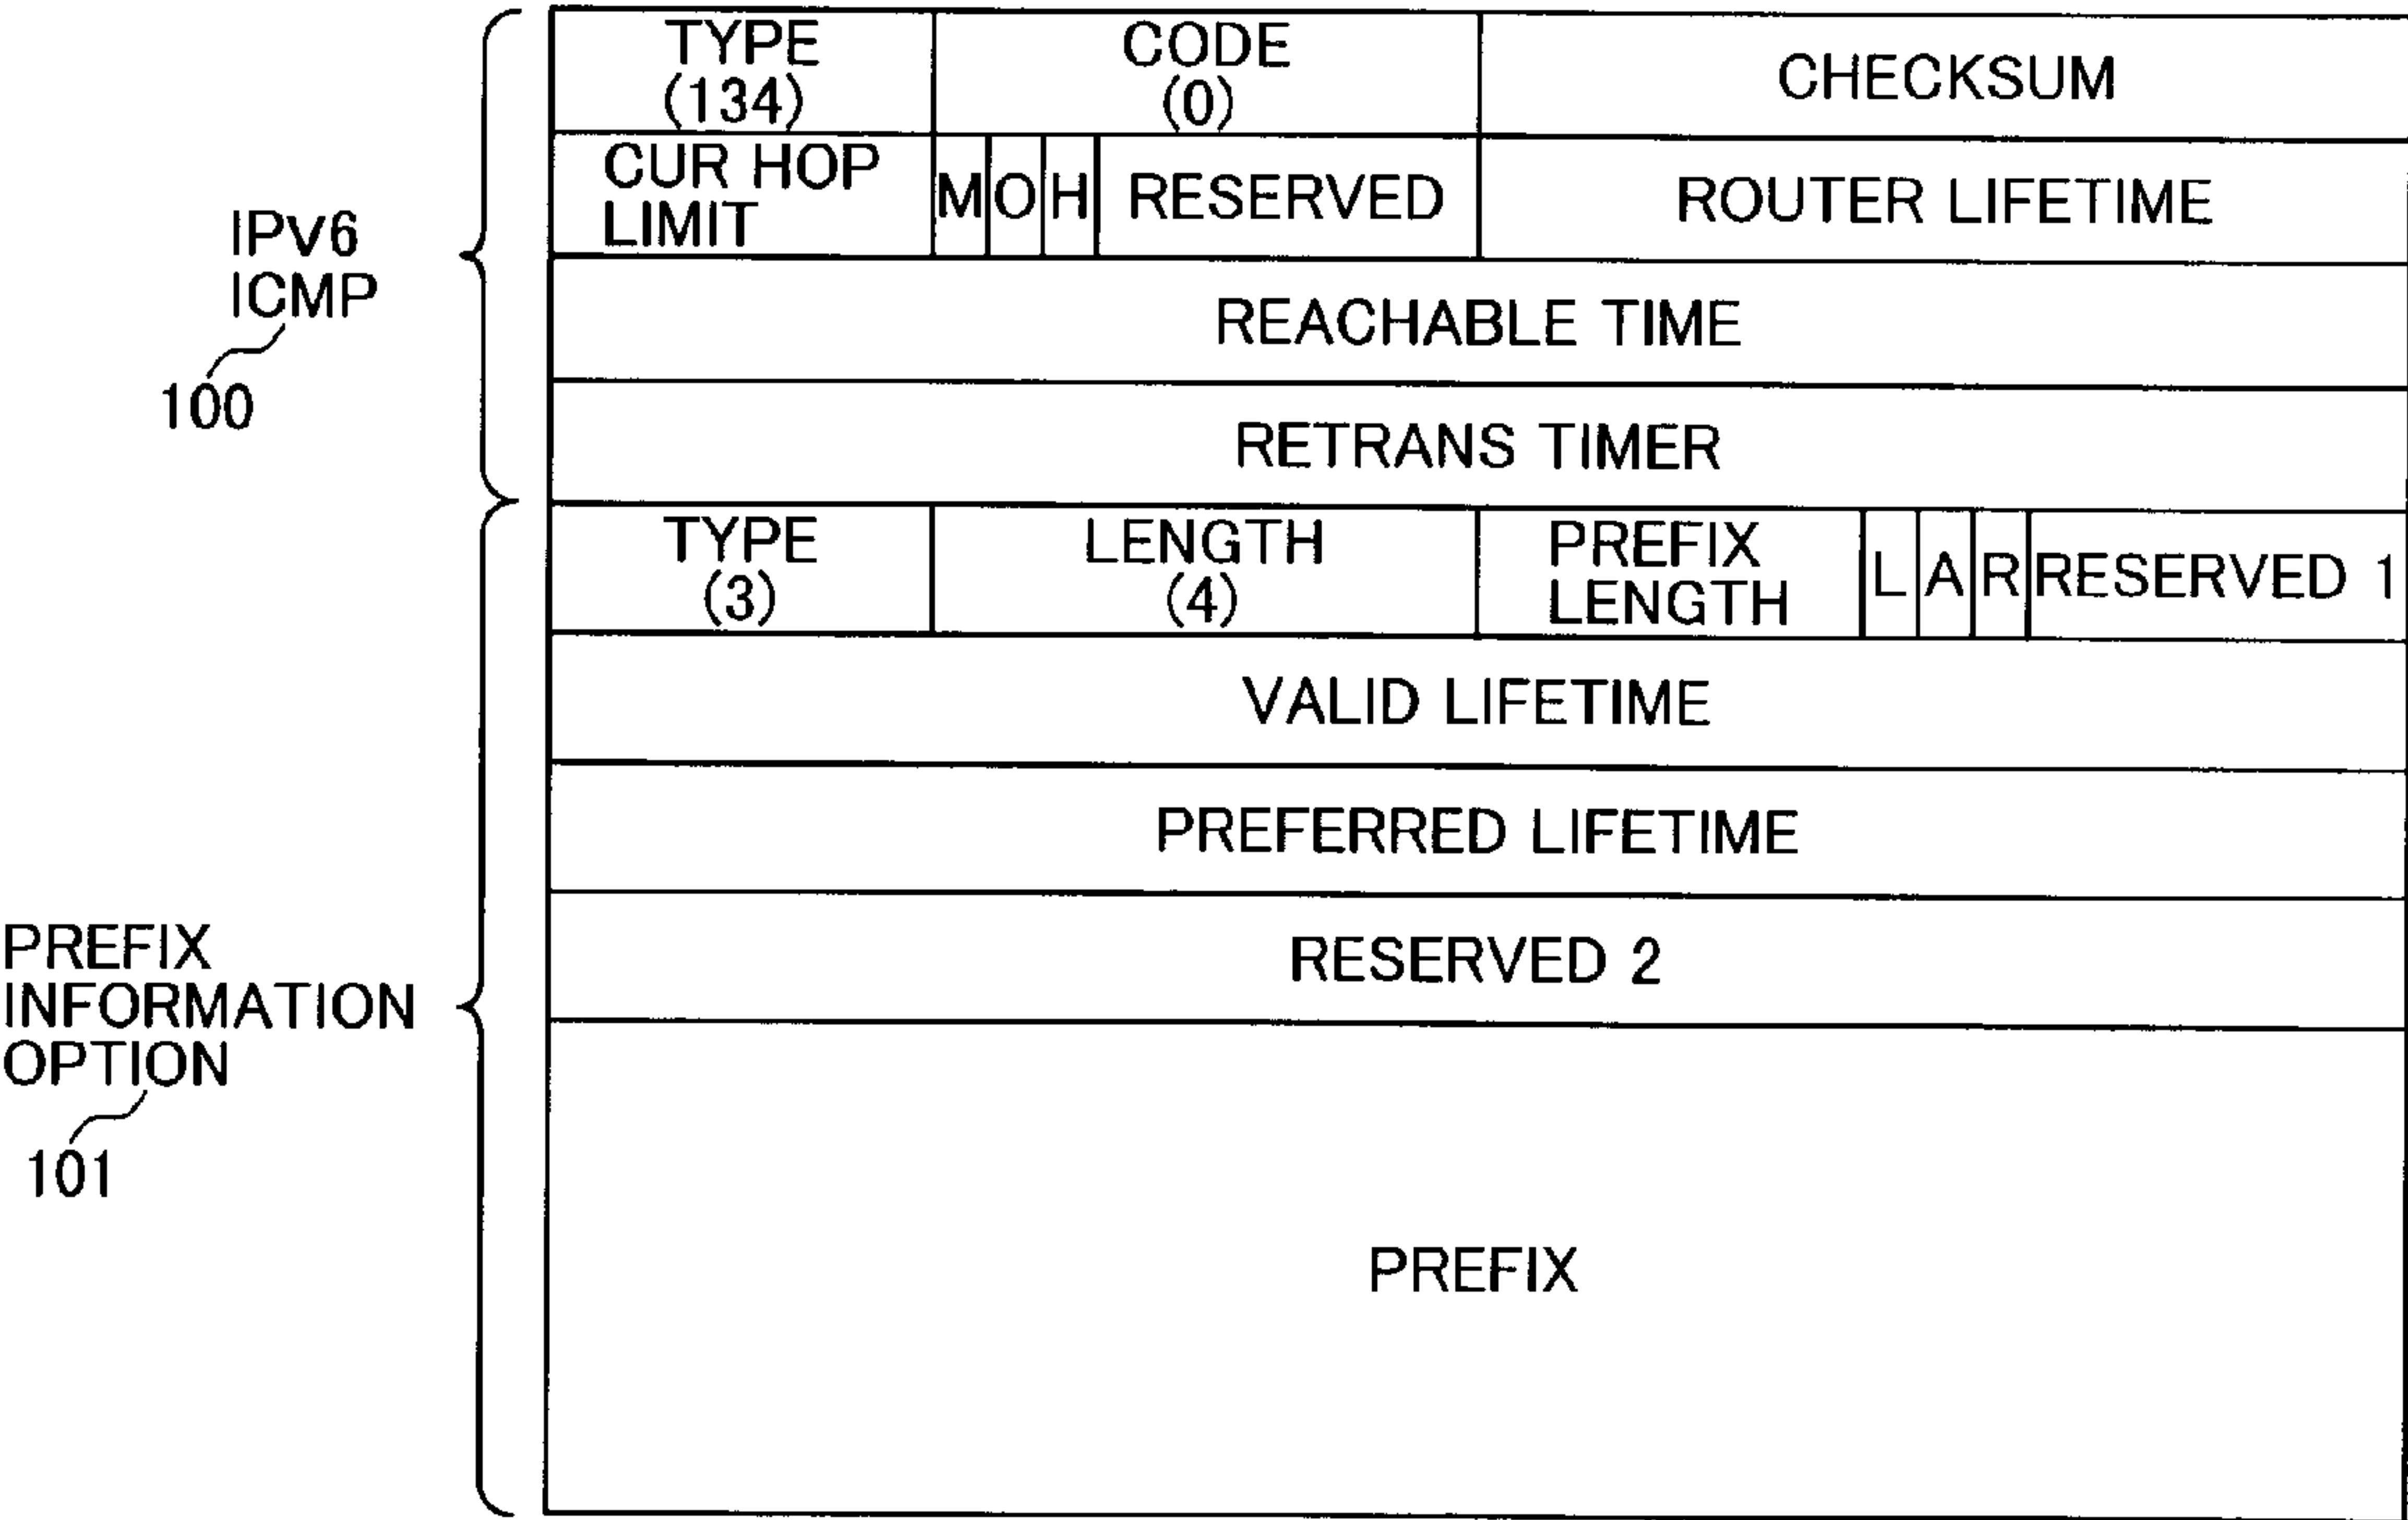 TYPE
(134)
CODE
(0)
CHECKSUM
CUR HOP
LIMIT
M
O
H
RESERVED
ROUTER LIFETIME
IPV6
ICMP
100
REACHABLE TIME
RETRANS TIMER
TYPE
(3)
LENGTH
(4)
PREFIX
LENGTH
L
A
R
RESERVED 1
VALID LIFETIME
PREFERRED LIFETIME
RESERVED 2
PREFIX
INFORMATION
OPTION
101
PREFIX